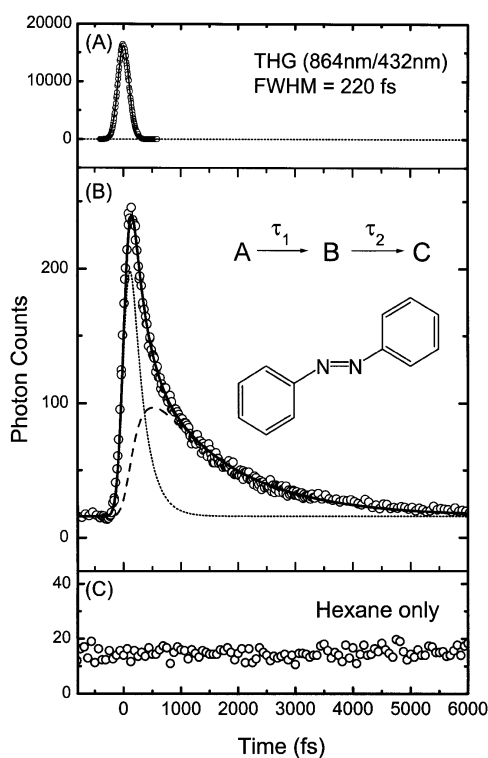 20000
(A)
THG (864nm/432nm)
FWHM = 220 fs
10000
0
(B)
τ1 τ2
A → B → C
200
N=N
100
0
Photon Counts
40
(C)
Hexane only
20
0
0 1000 2000 3000 4000 5000 6000
Time (fs)